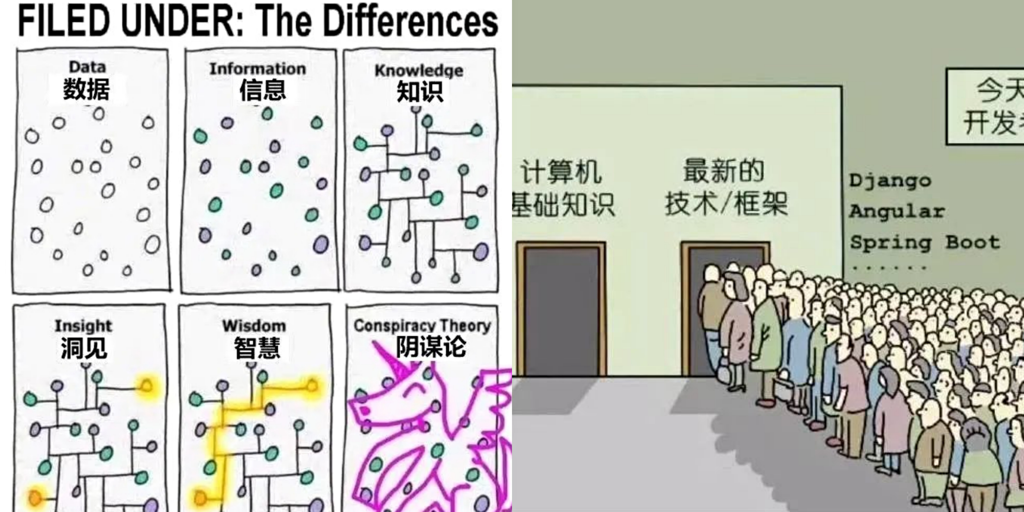 FILED UNDER: The Differences
Data
数据
Information
信息
Knowledge
知识
Insight
洞见
Wisdom
智慧
Conspiracy Theory
阴谋论
计算机
基础知识
最新的
技术/框架
今天
开发者
Django
Angular
Spring Boot
······